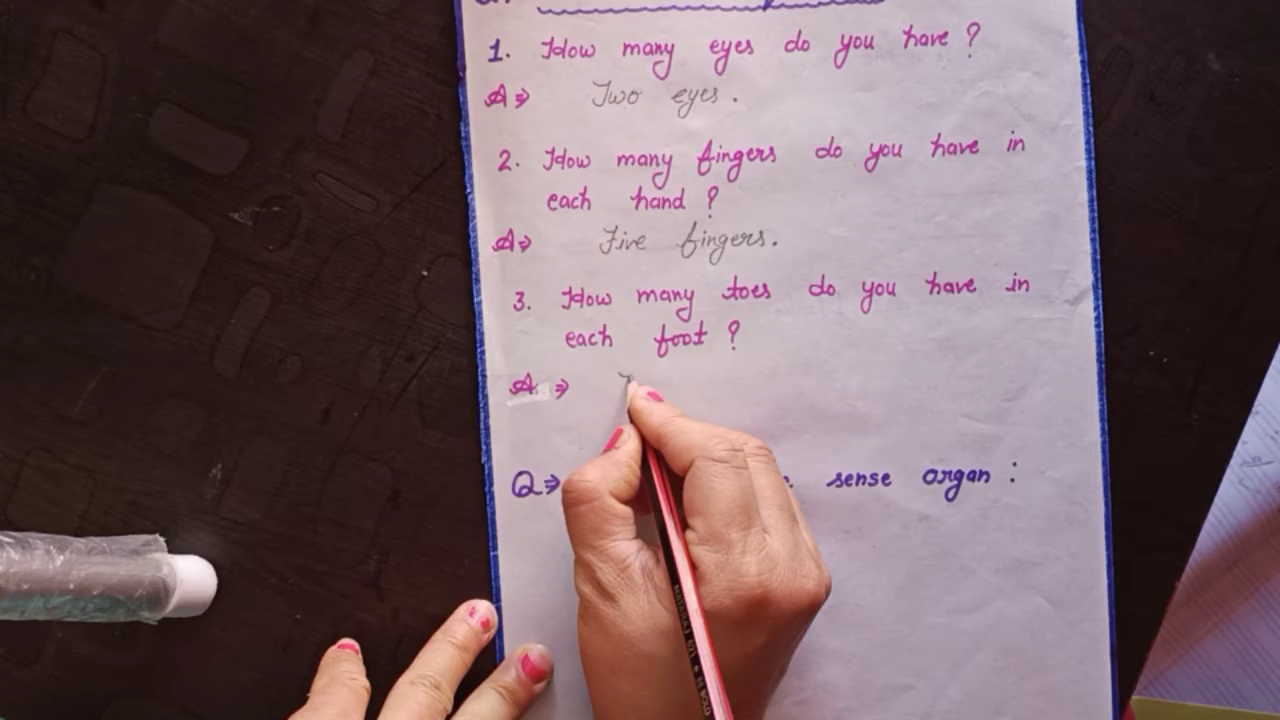 1. How many eyes do you have ?
A⇒ Two eyes.
2. How many fingers do you have in
each hand ?
A⇒ Five fingers.
3. How many toes do you have in
each foot ?
A. ⇒
Q⇒ sense organ :